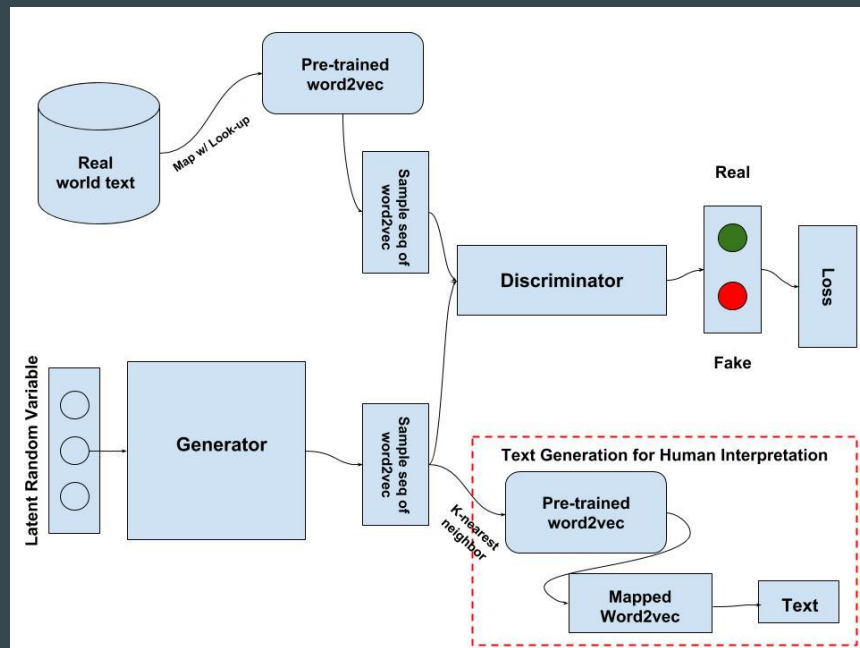 Pre-trained
word2vec
Real
world text
Map w/ Look-up
Sample seq of
word2vec
Real
Discriminator
Loss
Fake
Latent Random Variable
Generator
Sample seq of
word2vec
Text Generation for Human Interpretation
K-nearest
neighbor
Pre-trained
word2vec
Mapped
Word2vec
Text